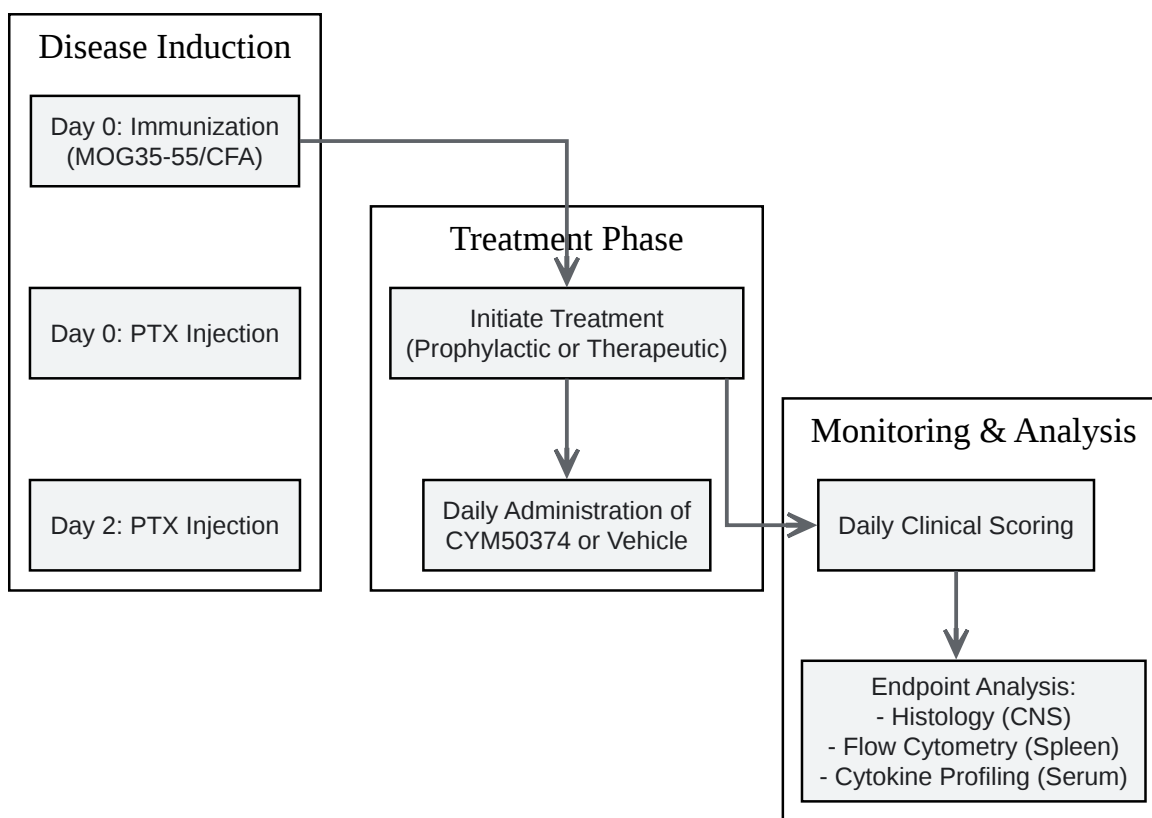 Disease Induction
Day 0: Immunization
(MOG35-55/CFA)
Day 0: PTX Injection
Day 2: PTX Injection
Treatment Phase
Initiate Treatment
(Prophylactic or Therapeutic)
Daily Administration of
CYM50374 or Vehicle
Monitoring & Analysis
Daily Clinical Scoring
Endpoint Analysis:
- Histology (CNS)
- Flow Cytometry (Spleen)
- Cytokine Profiling (Serum)